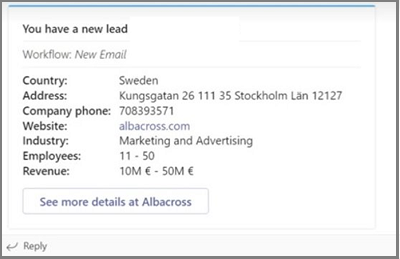 You have a new lead
Workflow: New Email
Country: Sweden
Address: Kungsgatan 26 111 35 Stockholm Län 12127
Company phone: 708393571
Website: albacross.com
Industry: Marketing and Advertising
Employees: 11 - 50
Revenue: 10M € - 50M €
See more details at Albacross
Reply